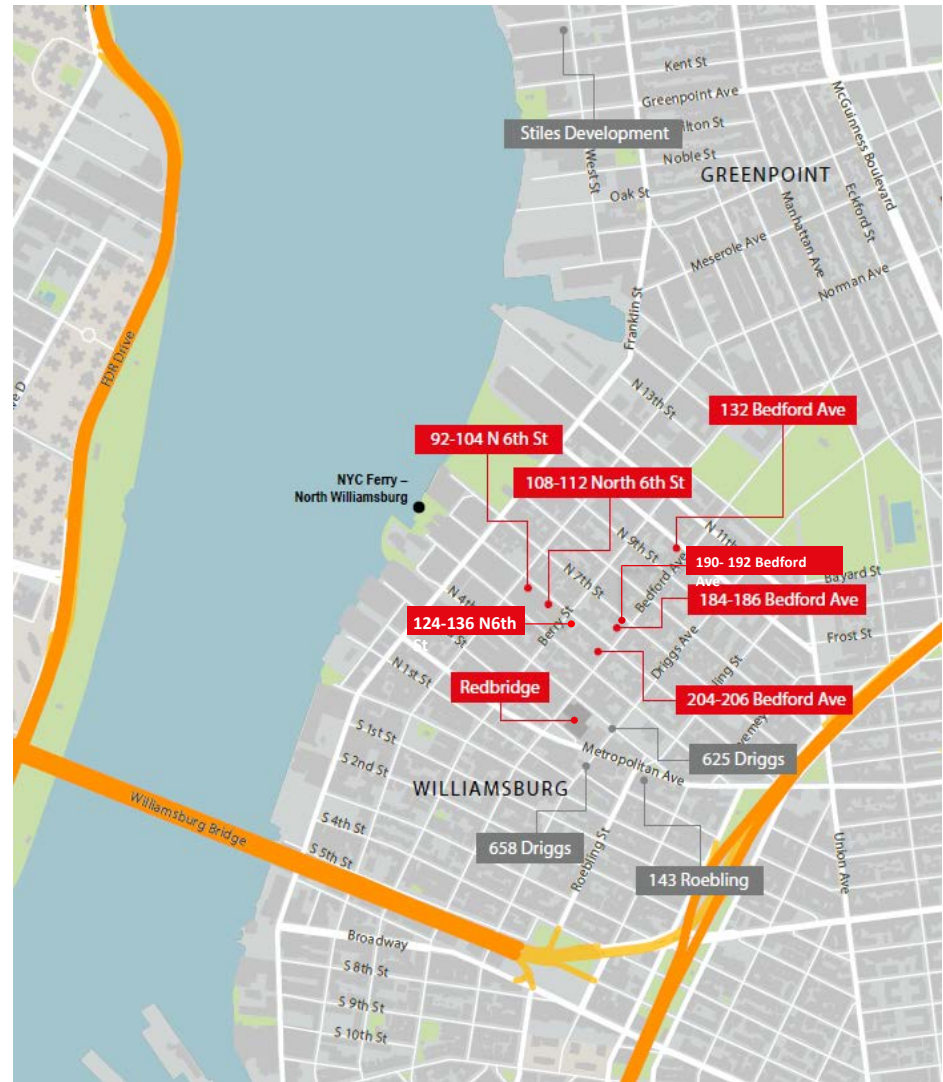 Kent St
Greenpoint Ave
McGuinness Boulevard
Stiles Development
ilton St
Noble St
West St
GREENPOINT
Oak St
Manhattan Ave
Eckford St
Meserole Ave
Norman Ave
Franklin St
FDR Drive
ve D
N 13th St
132 Bedford Ave
92-104 N 6th St
108-112 North 6th St
NYC Ferry –
North Williamsburg
N 11th
N 9th St
190- 192 Bedford
Ave
Bayard St
N 7th St
Bedford Ave
184-186 Bedford Ave
N 4th
124-136 N6th
St
Berry St
Frost St
Driggs Ave
N 1st St
ling St
Redbridge
204-206 Bedford Ave
S 1st St
Metropolitan Ave
625 Driggs
S 2nd St
WILLIAMSBURG
Williamsburg Bridge
S 4th St
658 Driggs
S 5th St
Roebling St
143 Roebling
Union Ave
Broadway
S 8th St
S 9th St
S 10th St